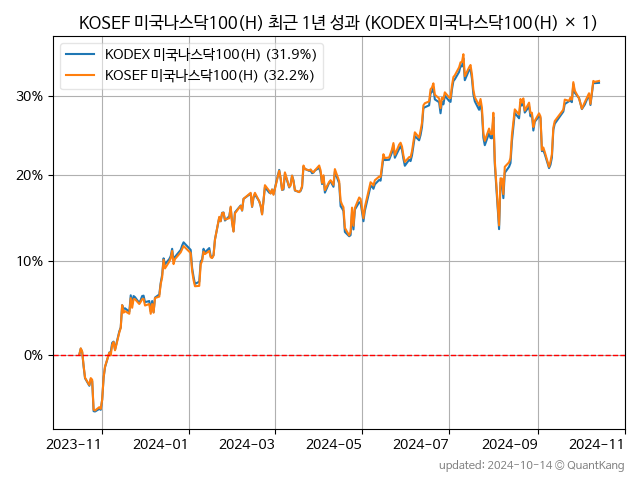 KOSEF 미국나스닥100(H) 최근 1년 성과 (KODEX 미국나스닥100(H) × 1)
KODEX 미국나스닥100(H) (31.9%)
KOSEF 미국나스닥100(H) (32.2%)
30%
20%
10%
0%
2023-11 2024-01 2024-03 2024-05 2024-07 2024-09 2024-11
updated: 2024-10-14 © QuantKang